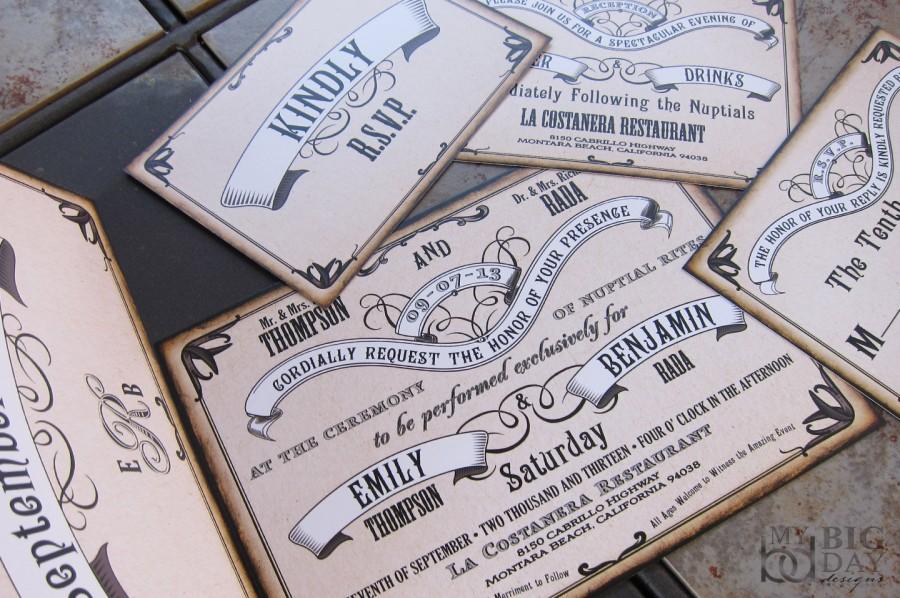 KINDLY
R.S.V.P.
RECEPTION
PLEASE JOIN US FOR A SPECTACULAR EVENING OF
& DRINKS
Following the Nuptials
LA COSTANERA RESTAURANT
8150 CABRILLO HIGHWAY
MONTARA BEACH, CALIFORNIA 94038
R.S.V.P.
THE HONOR OF YOUR REPLY IS KINDLY REQUESTED
The Tenth
M
Mr. & Mrs.
THOMPSON
AND
Dr. & Mrs.
RADA
09-07-13
CORDIALLY REQUEST THE HONOR OF YOUR PRESENCE
AT THE CEREMONY OF NUPTIAL RITES
to be performed exclusively for
EMILY
THOMPSON
&
BENJAMIN
RADA
Saturday
SEVENTH OF SEPTEMBER • TWO THOUSAND AND THIRTEEN • FOUR O' CLOCK IN THE AFTERNOON
LA COSTANERA RESTAURANT
8150 CABRILLO HIGHWAY
MONTARA BEACH, CALIFORNIA 94038
Merriment to Follow
All Ages Welcome to Witness the Amazing Event
September
E R B
MY BIG DAY
designs